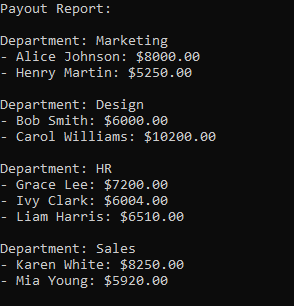 Payout Report:
Department: Marketing
- Alice Johnson: $8000.00
- Henry Martin: $5250.00
Department: Design
- Bob Smith: $6000.00
- Carol Williams: $10200.00
Department: HR
- Grace Lee: $7200.00
- Ivy Clark: $6004.00
- Liam Harris: $6510.00
Department: Sales
- Karen White: $8250.00
- Mia Young: $5920.00